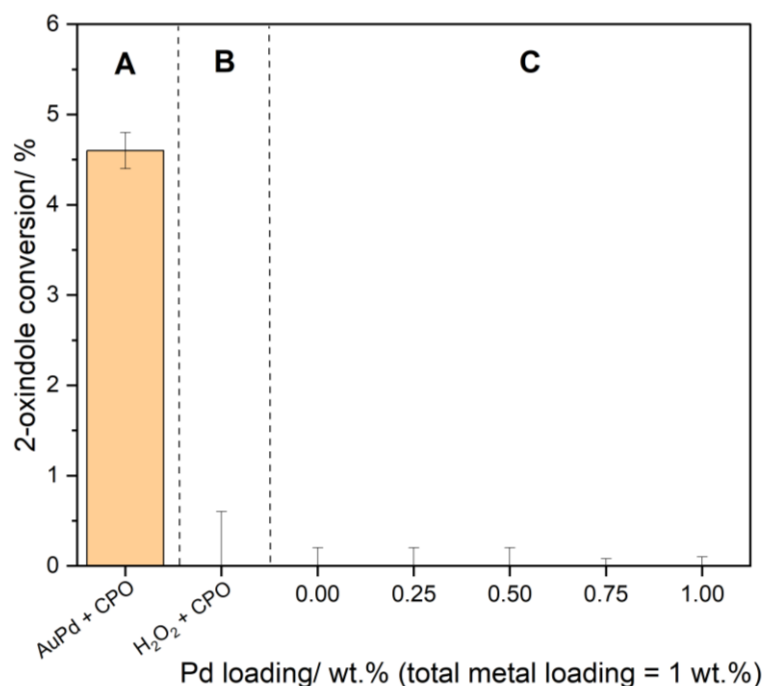 6
5
4
3
2
1
0
2-oxindole conversion/ %
A
B
C
AuPd + CPO
H₂O₂ + CPO
0.00
0.25
0.50
0.75
1.00
Pd loading/ wt.% (total metal loading = 1 wt.%)